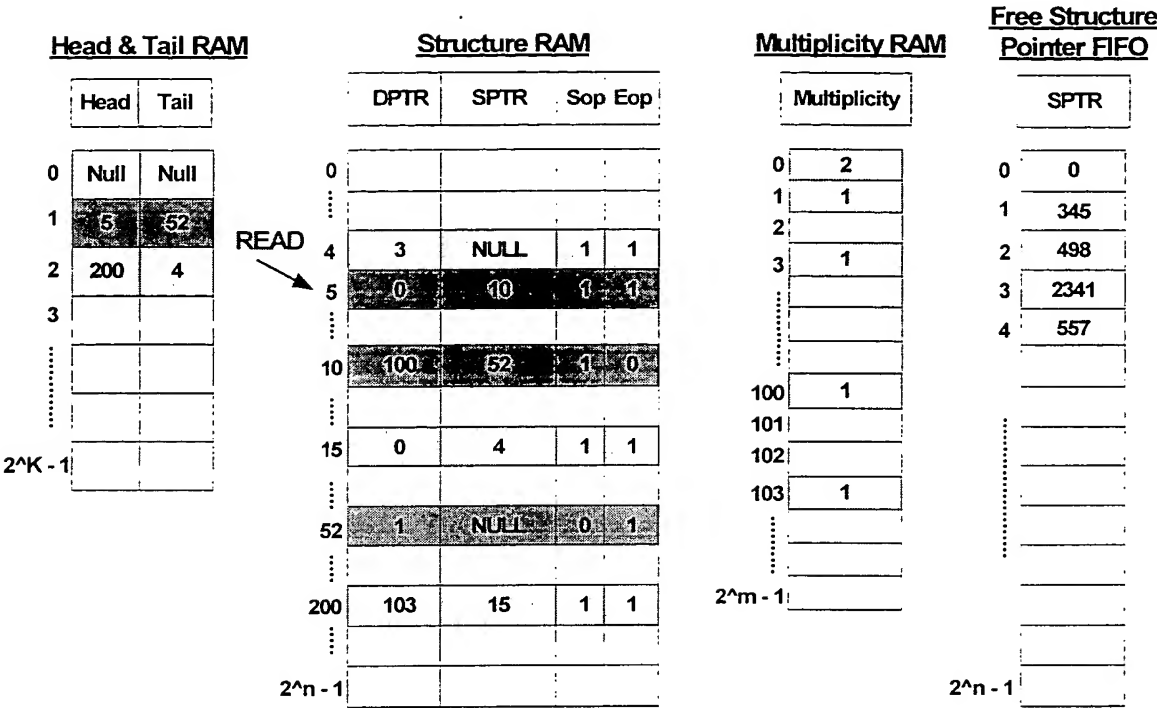 Head & Tail RAM
Head Tail
0 Null Null
1 5 52
2 200 4
3
2^K - 1
READ
Structure RAM
DPTR SPTR Sop Eop
0
4 3 NULL 1 1
5 0 10 1 1
10 100 52 1 0
15 0 4 1 1
52 1 NULL 0 1
200 103 15 1 1
2^n - 1
Multiplicity RAM
Multiplicity
0 2
1 1
2
3 1
100 1
101
102
103 1
2^m - 1
Free Structure
Pointer FIFO
SPTR
0 0
1 345
2 498
3 2341
4 557
2^n - 1